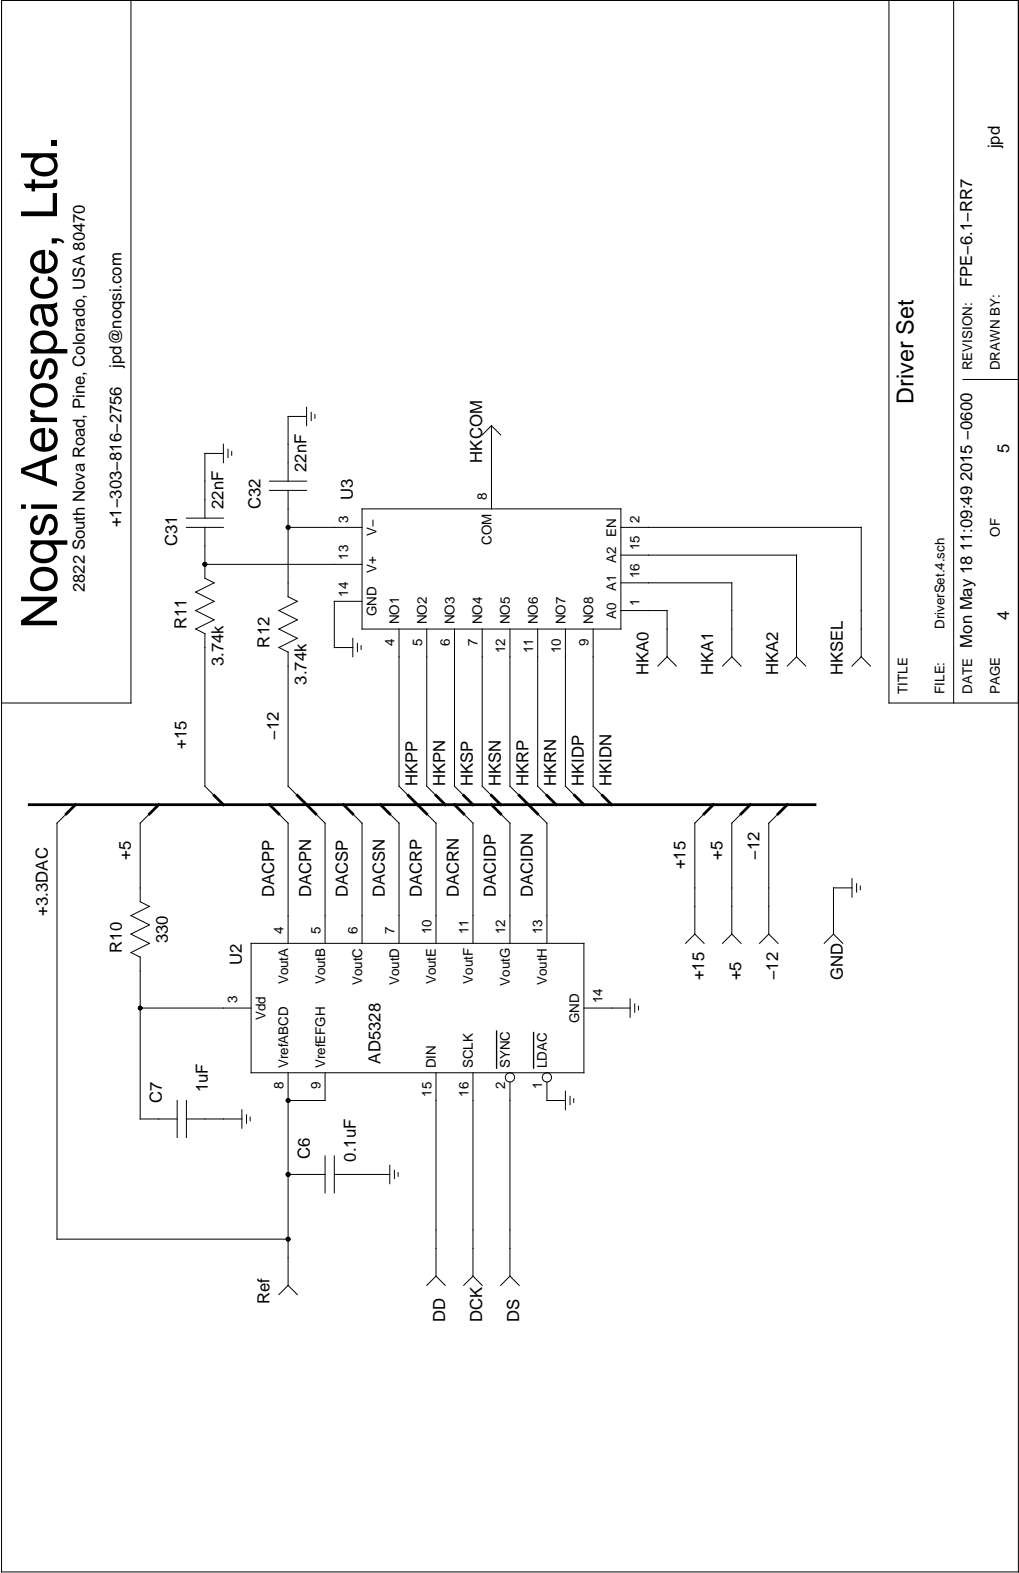 Noqsi Aerospace, Ltd.
2822 South Nova Road, Pine, Colorado, USA 80470
+1−303−816−2756 jpd@noqsi.com
+3.3DAC
+5
R10
330
C7
1uF
Ref
C6
0.1uF
DD
DCK
DS
U2
AD5328
3
Vdd
8
VrefABCD
9
VrefEFGH
15
DIN
16
SCLK
2
SYNC
1
LDAC
GND
14
VoutA
4
DACPP
VoutB
5
DACPN
VoutC
6
DACSP
VoutD
7
DACSN
VoutE
10
DACRP
VoutF
11
DACRN
VoutG
12
DACIDP
VoutH
13
DACIDN
+15
R11
3.74k
C31
22nF
−12
R12
3.74k
C32
22nF
U3
14
GND
13
V+
3
V−
HKPP
4
NO1
HKPN
5
NO2
HKSP
6
NO3
HKSN
7
NO4
HKRP
12
NO5
HKRN
11
NO6
HKIDP
10
NO7
HKIDN
9
NO8
COM
8
HKCOM
A0
1
HKA0
A1
16
HKA1
A2
15
HKA2
EN
2
HKSEL
+15
+15
+5
+5
−12
−12
GND
TITLE
Driver Set
FILE: DriverSet.4.sch
DATE Mon May 18 11:09:49 2015 −0600
REVISION: FPE−6.1−RR7
PAGE 4 OF 5
DRAWN BY: jpd